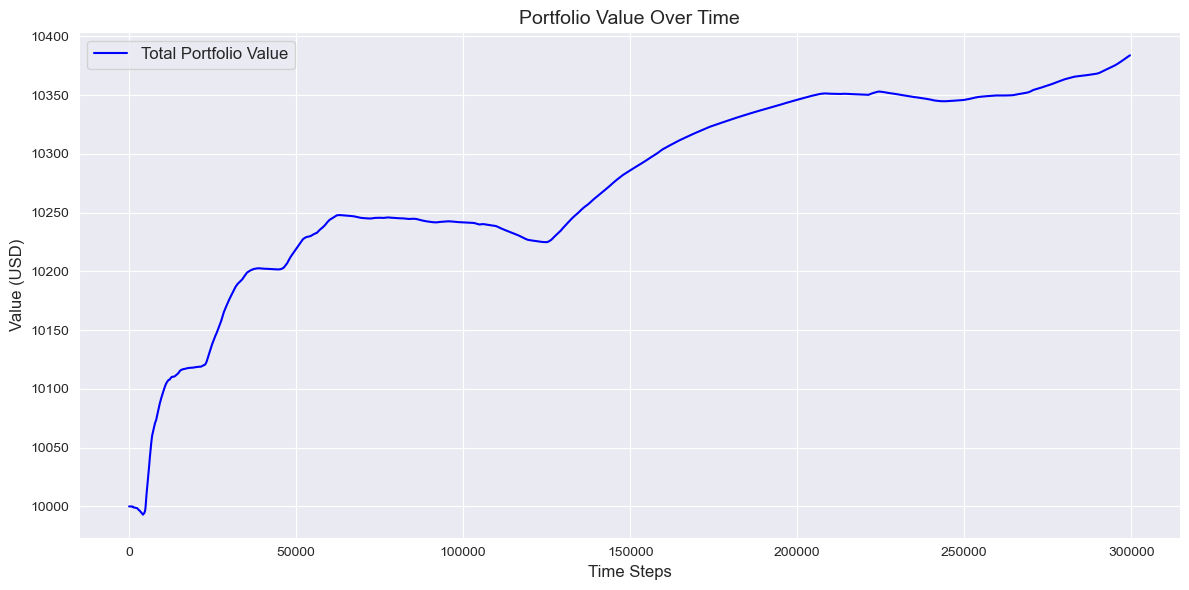 Portfolio Value Over Time
Total Portfolio Value
Value (USD)
10400
10350
10300
10250
10200
10150
10100
10050
10000
0 50000 100000 150000 200000 250000 300000
Time Steps